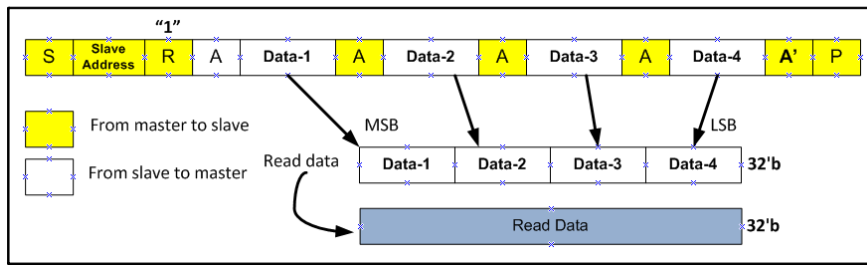 “1”
S Slave Address R A Data-1 A Data-2 A Data-3 A Data-4 A’ P
From master to slave
MSB LSB
From slave to master
Read data
Data-1 Data-2 Data-3 Data-4 32'b
Read Data 32'b